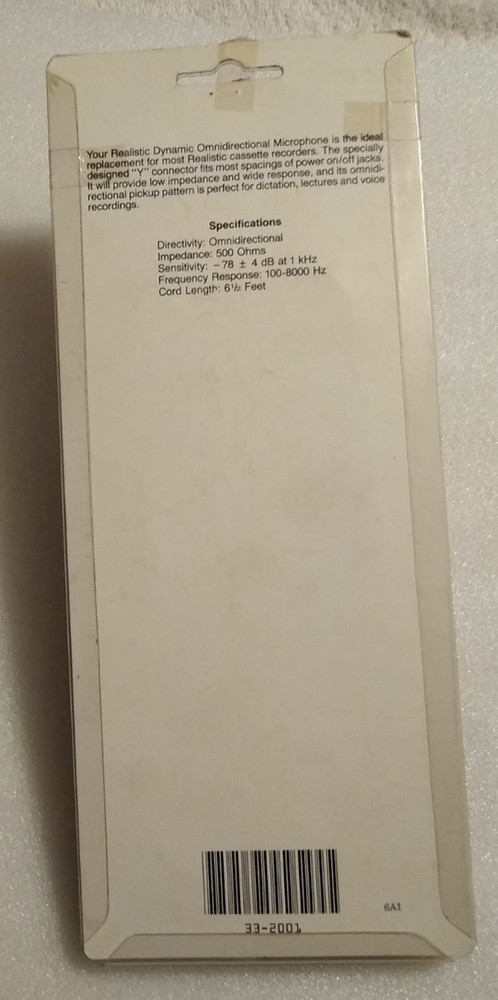 Your Realistic Dynamic Omnidirectional Microphone is the ideal
replacement for most Realistic cassette recorders. The specially
designed "Y" connector fits most spacings of power on/off jacks.
It will provide low impedance and wide response, and its omnidi-
rectional pickup pattern is perfect for dictation, lectures and voice
recordings.
Specifications
Directivity: Omnidirectional
Impedance: 500 Ohms
Sensitivity: −78 ± 4 dB at 1 kHz
Frequency Response: 100-8000 Hz
Cord Length: 6½ Feet
6A1
33-2001